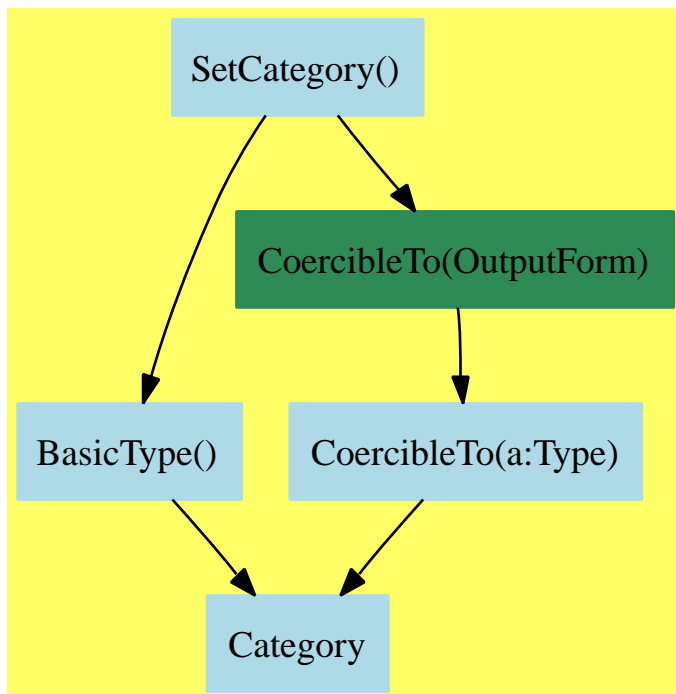 SetCategory()
CoercibleTo(OutputForm)
BasicType()
CoercibleTo(a:Type)
Category